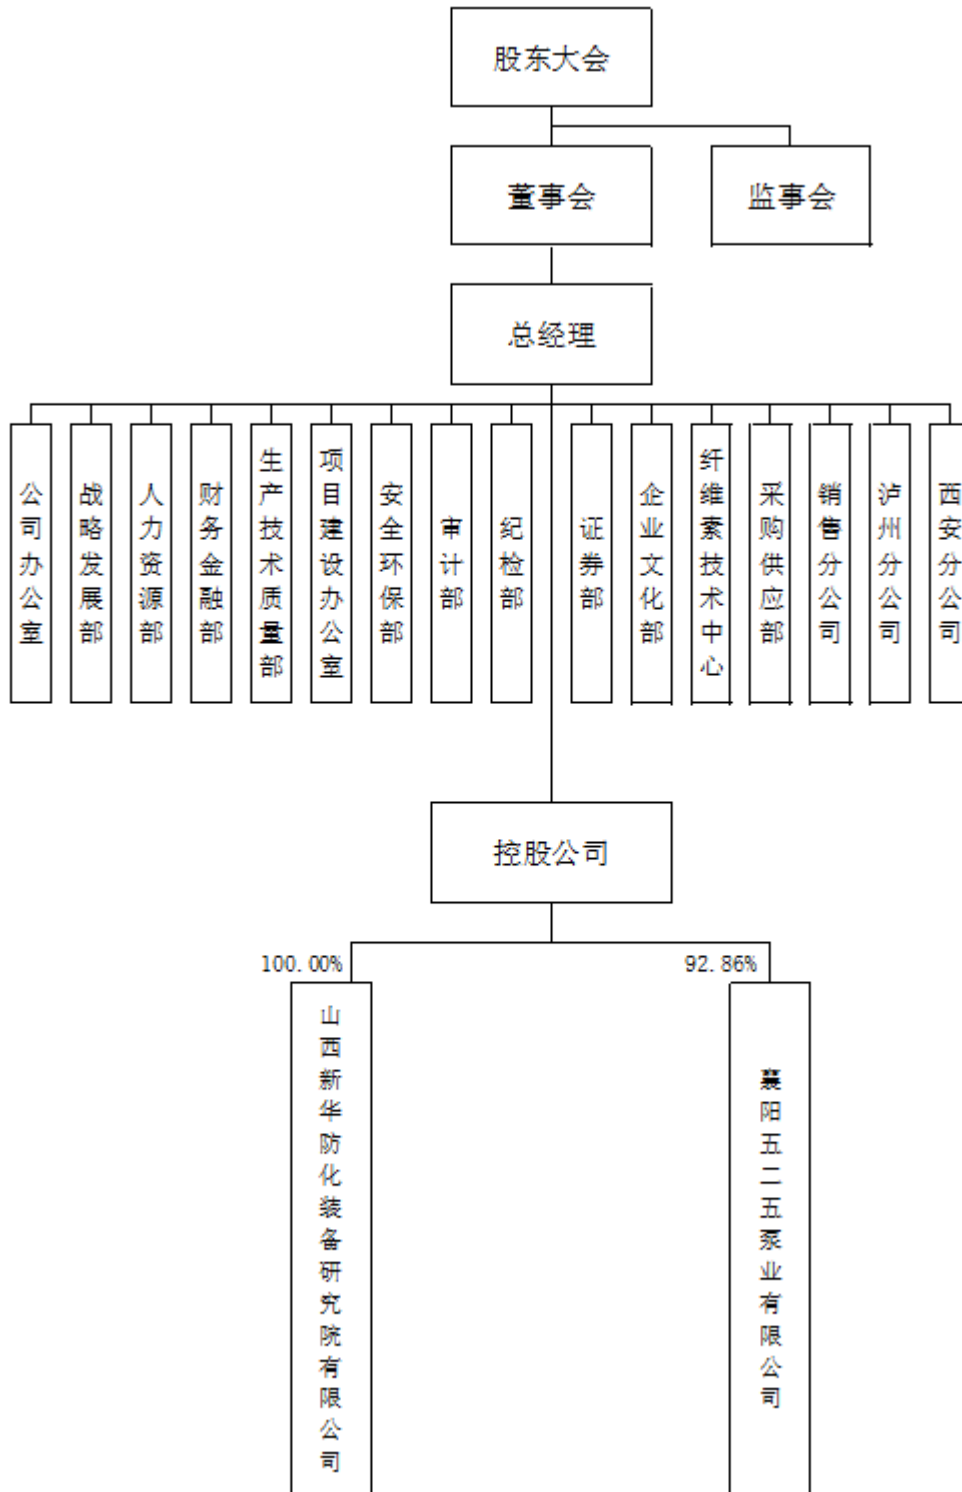 股东大会
董事会
监事会
总经理
公司办公室
战略发展部
人力资源部
财务金融部
生产技术质量部
项目建设办公室
安全环保部
审计部
纪检部
证券部
企业文化部
纤维素技术中心
采购供应部
销售分公司
泸州分公司
西安分公司
控股公司
100.00%
92.86%
山西新华防化装备研究院有限公司
襄阳五二五泵业有限公司